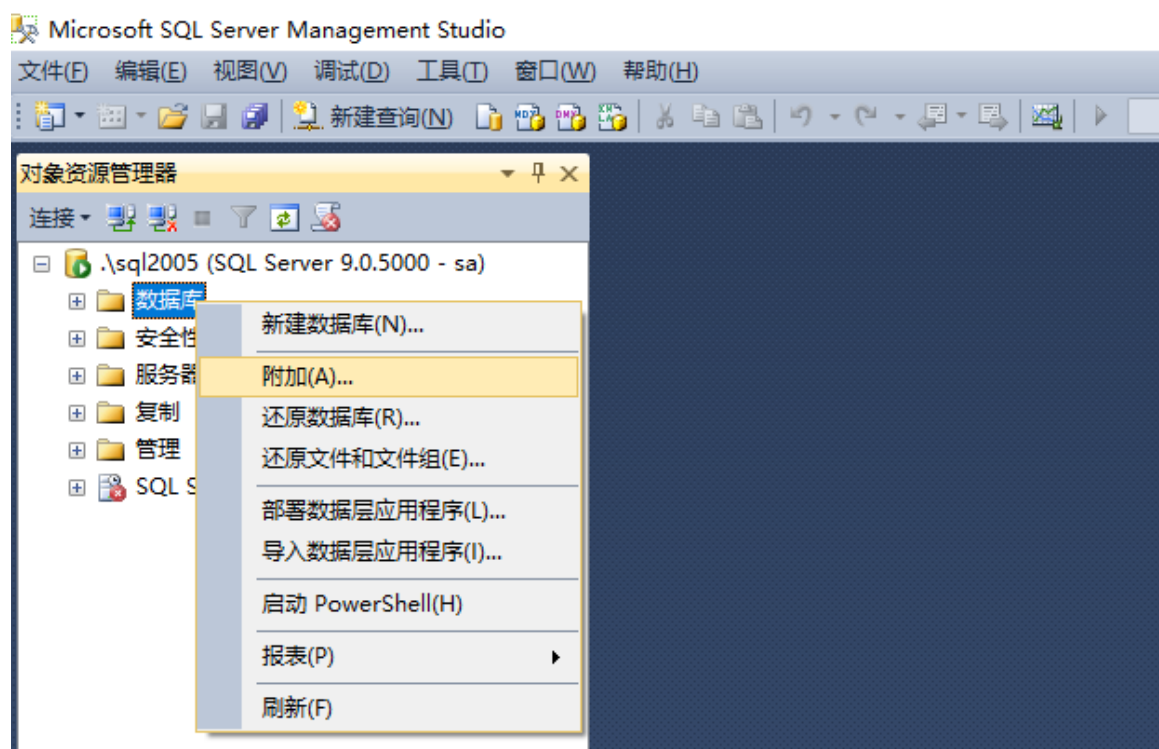 Microsoft SQL Server Management Studio
文件(F) 编辑(E) 视图(V) 调试(D) 工具(T) 窗口(W) 帮助(H)
新建查询(N)
对象资源管理器
连接
.\sql2005 (SQL Server 9.0.5000 - sa)
数据库
安全性
服务器
复制
管理
SQL S
新建数据库(N)...
附加(A)...
还原数据库(R)...
还原文件和文件组(E)...
部署数据层应用程序(L)...
导入数据层应用程序(I)...
启动 PowerShell(H)
报表(P)
刷新(F)